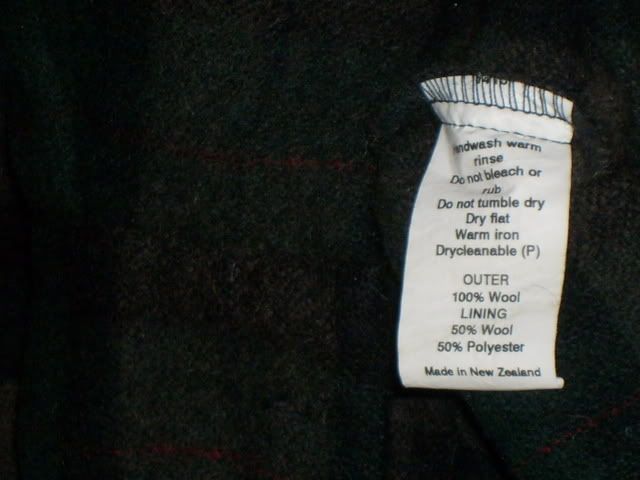 handwash warm
rinse
Do not bleach or
rub
Do not tumble dry
Dry flat
Warm iron
Drycleanable (P)
OUTER
100% Wool
LINING
50% Wool
50% Polyester
Made in New Zealand